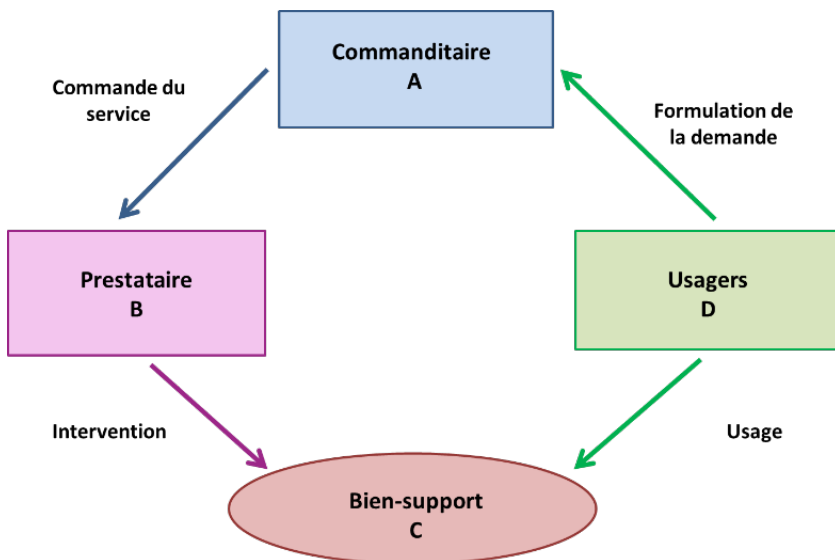 Commanditaire
A
Commande du
service
Formulation de
la demande
Prestataire
B
Usagers
D
Intervention
Usage
Bien-support
C